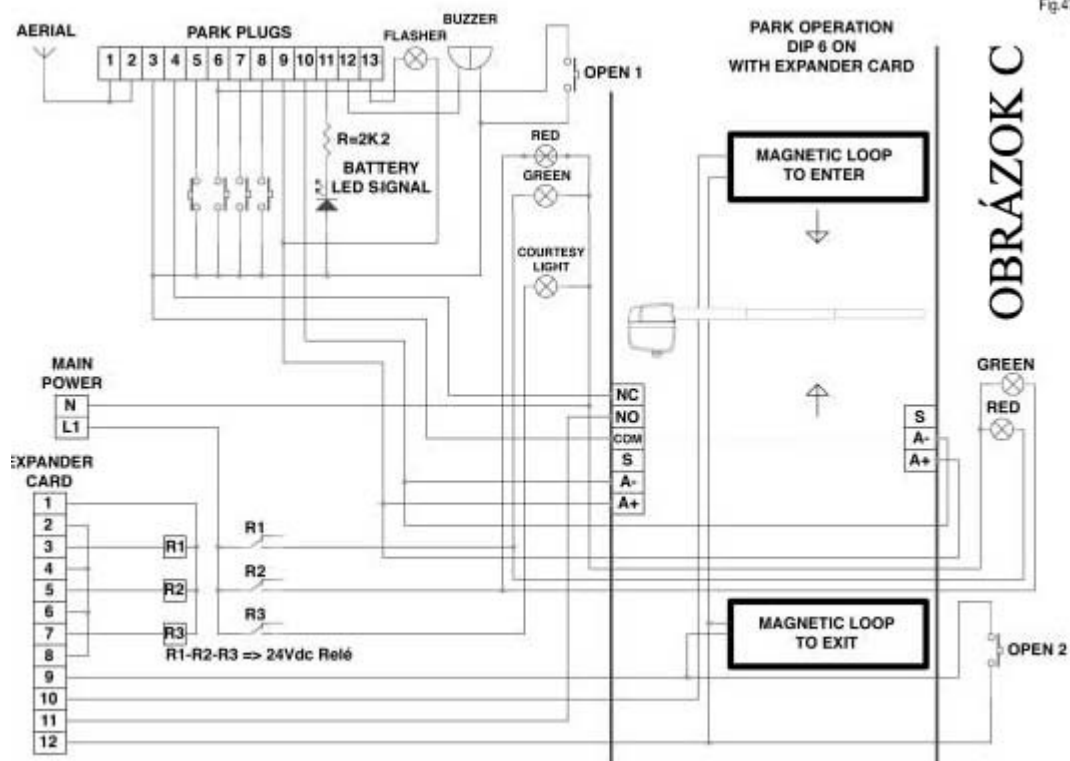 Fig.4
AERIAL
PARK PLUGS
FLASHER
BUZZER
1 2 3 4 5 6 7 8 9 10 11 12 13
OPEN 1
PARK OPERATION
DIP 6 ON
WITH EXPANDER CARD
OBRÁZOK C
R=2K2
BATTERY
LED SIGNAL
RED
GREEN
COURTESY
LIGHT
MAGNETIC LOOP
TO ENTER
MAIN
POWER
N
L1
NC
NO
COM
S
A-
A+
S
A-
A+
GREEN
RED
EXPANDER
CARD
1
2
3
4
5
6
7
8
9
10
11
12
R1
R2
R3
R1
R2
R3
R1-R2-R3 => 24Vdc Relé
MAGNETIC LOOP
TO EXIT
OPEN 2